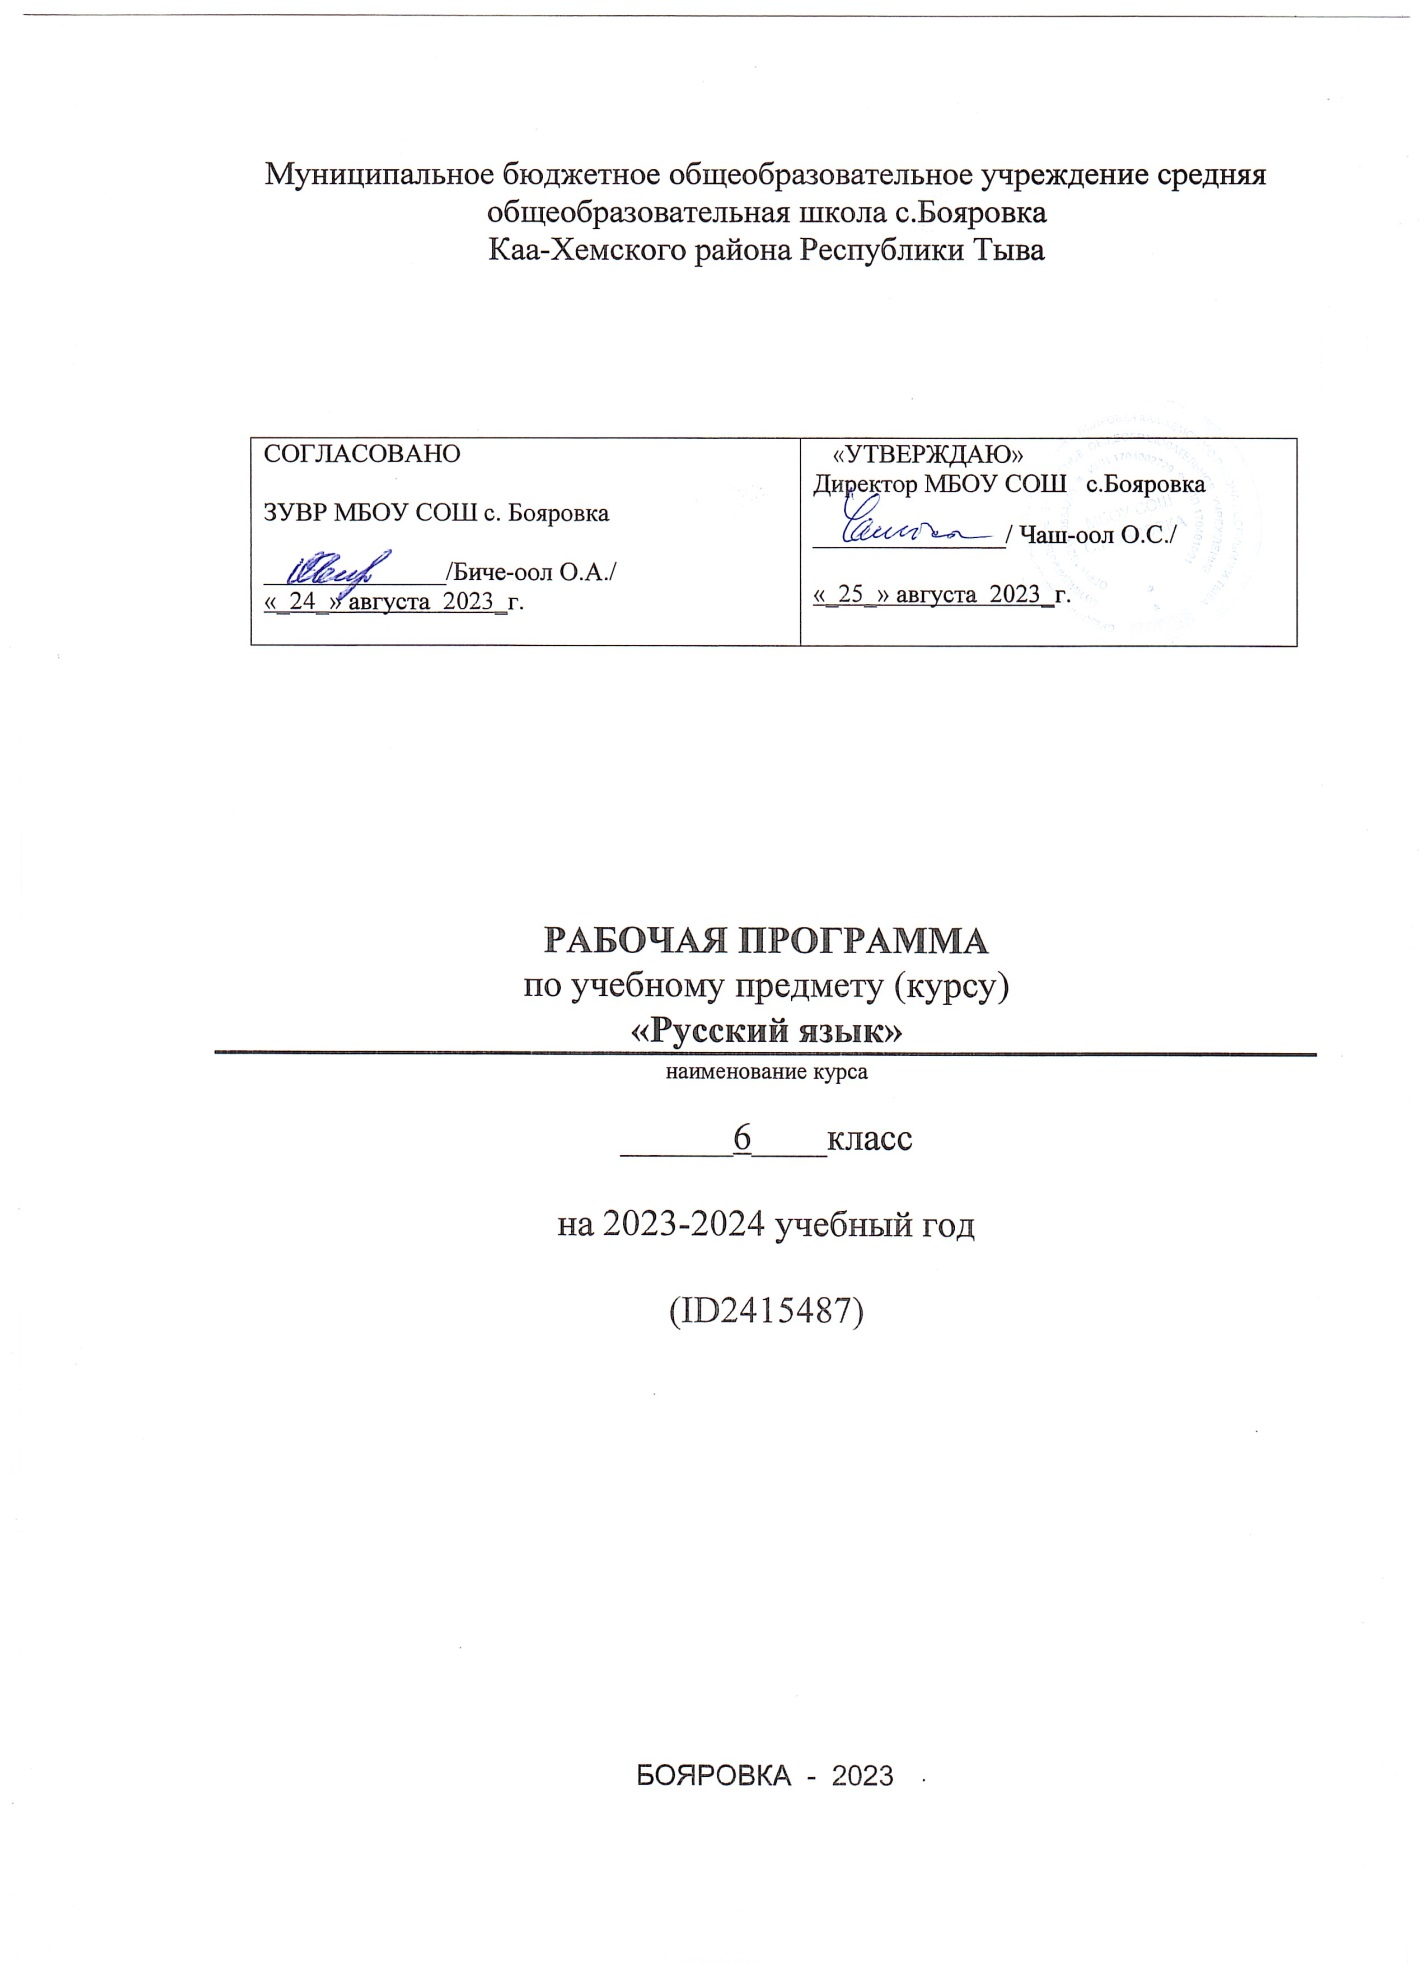 Муниципальное бюджетное общеобразовательное учреждение средняя
общеобразовательная школа с.Бояровка
Каа-Хемского района Республики Тыва
СОГЛАСОВАНО
ЗУВР МБОУ СОШ с. Бояровка
______________/Биче-оол О.А./
«_24_» августа 2023_г.
«УТВЕРЖДАЮ»
Директор МБОУ СОШ с.Бояровка
_______________/ Чаш-оол О.С./
«_25_» августа 2023_г.
РАБОЧАЯ ПРОГРАММА
по учебному предмету (курсу)
«Русский язык»
наименование курса
______6____класс
на 2023-2024 учебный год
(ID2415487)
БОЯРОВКА - 2023